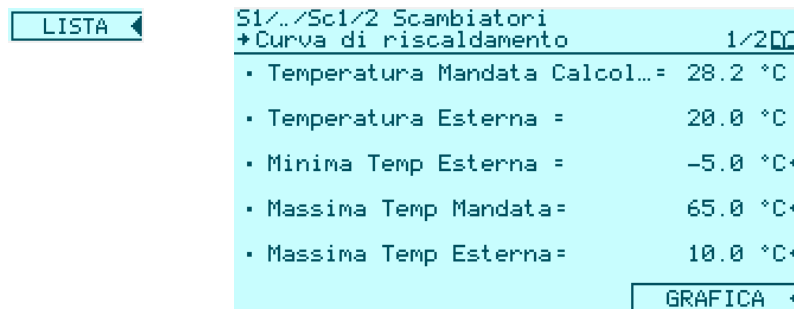 LISTA
S1/../Sc1/2 Scambiatori
→Curva di riscaldamento 1/2
· Temperatura Mandata Calcol…= 28.2 °C
· Temperatura Esterna = 20.0 °C
· Minima Temp Esterna = -5.0 °C
· Massima Temp Mandata= 65.0 °C
· Massima Temp Esterna= 10.0 °C
GRAFICA